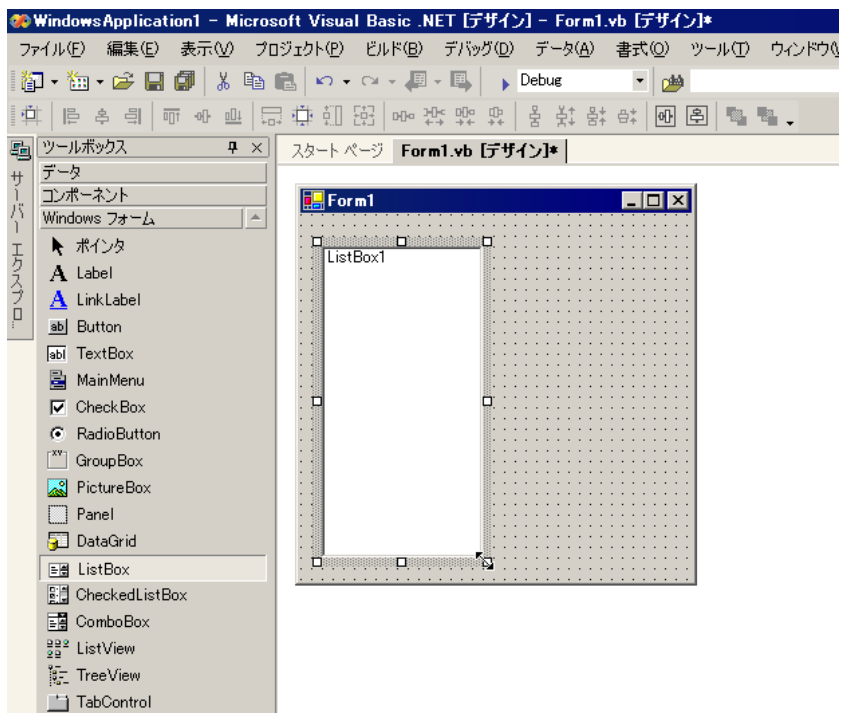 WindowsApplication1 - Microsoft Visual Basic .NET [デザイン] - Form1.vb [デザイン]*
ファイル(F) 編集(E) 表示(V) プロジェクト(P) ビルド(B) デバッグ(D) データ(A) 書式(O) ツール(T) ウィンドウ(
Debug
ツールボックス
スタート ページ Form1.vb [デザイン]*
サーバー エクスプロ...
データ
コンポーネント
Windows フォーム
ポインタ
A Label
A LinkLabel
ab Button
abl TextBox
MainMenu
CheckBox
RadioButton
XY GroupBox
PictureBox
Panel
DataGrid
ListBox
CheckedListBox
ComboBox
ListView
TreeView
TabControl
Form1
ListBox1